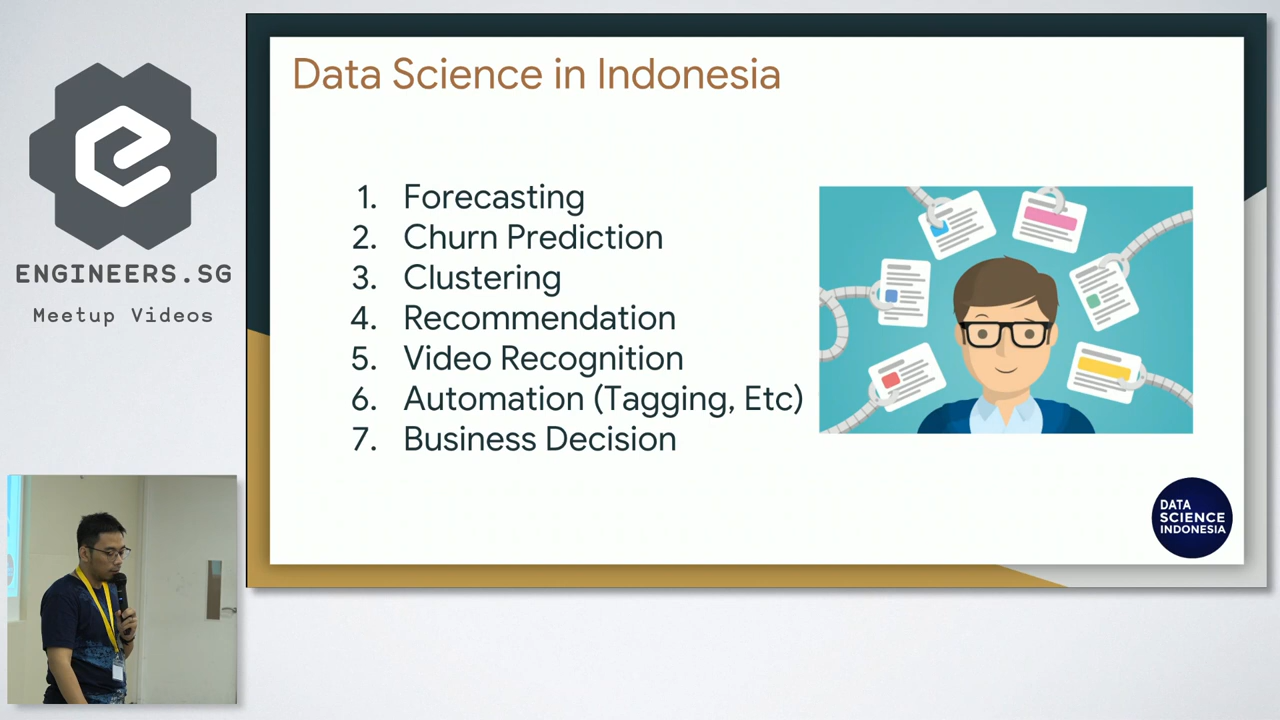 ENGINEERS.SG
Meetup Videos
Data Science in Indonesia
1. Forecasting
2. Churn Prediction
3. Clustering
4. Recommendation
5. Video Recognition
6. Automation (Tagging, Etc)
7. Business Decision
DATA
SCIENCE
INDONESIA